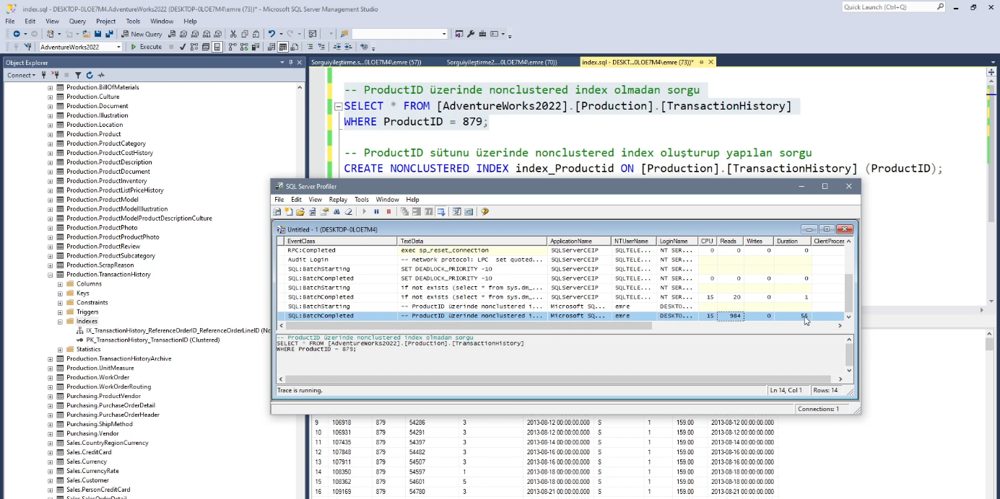 index.sql - DESKTOP-0LOE7M4.AdventureWorks2022 (DESKTOP-0LOE7M4\emre (73))* - Microsoft SQL Server Management Studio
Quick Launch (Ctrl+Q)
File Edit View Query Project Tools Window Help
New Query
AdventureWorks2022 Execute
Object Explorer
Connect
Production.BillOfMaterials
Production.Culture
Production.Document
Production.Illustration
Production.Location
Production.Product
Production.ProductCategory
Production.ProductCostHistory
Production.ProductDescription
Production.ProductDocument
Production.ProductInventory
Production.ProductListPriceHistory
Production.ProductModel
Production.ProductModelIllustration
Production.ProductModelProductDescriptionCulture
Production.ProductPhoto
Production.ProductProductPhoto
Production.ProductReview
Production.ProductSubcategory
Production.ScrapReason
Production.TransactionHistory
Columns
Keys
Constraints
Triggers
Indexes
IX_TransactionHistory_ReferenceOrderID_ReferenceOrderLineID (Non
PK_TransactionHistory_TransactionID (Clustered)
Statistics
Production.TransactionHistoryArchive
Production.UnitMeasure
Production.WorkOrder
Production.WorkOrderRouting
Purchasing.ProductVendor
Purchasing.PurchaseOrderDetail
Purchasing.PurchaseOrderHeader
Purchasing.ShipMethod
Purchasing.Vendor
Sales.CountryRegionCurrency
Sales.CreditCard
Sales.Currency
Sales.CurrencyRate
Sales.Customer
Sales.PersonCreditCard
Sales.SalesOrderDetail
Sorguiyileştirme.s...0LOE7M4\emre (57)) Sorguiyileştirme2....0LOE7M4\emre (70)) index.sql - DESKT...0LOE7M4\emre (73))*
-- ProductID üzerinde nonclustered index olmadan sorgu
SELECT * FROM [AdventureWorks2022].[Production].[TransactionHistory]
WHERE ProductID = 879;
-- ProductID sütunu üzerinde nonclustered index oluşturup yapılan sorgu
CREATE NONCLUSTERED INDEX index_Productid ON [Production].[TransactionHistory] (ProductID);
SQL Server Profiler
File Edit View Replay Tools Window Help
Untitled - 1 (DESKTOP-0LOE7M4)
EventClass TextData ApplicationName NTUserName LoginName CPU Reads Writes Duration ClientProces
RPC:Completed exec sp_reset_connection SQLServerCEIP SQLTELE... NT SER... 0 0 0 0
Audit Login -- network protocol: LPC set quoted... SQLServerCEIP SQLTELE... NT SER...
SQL:BatchStarting SET DEADLOCK_PRIORITY -10 SQLServerCEIP SQLTELE... NT SER...
SQL:BatchCompleted SET DEADLOCK_PRIORITY -10 SQLServerCEIP SQLTELE... NT SER... 0 0 0 0
SQL:BatchStarting if not exists (select * from sys.dm_... SQLServerCEIP SQLTELE... NT SER...
SQL:BatchCompleted if not exists (select * from sys.dm_... SQLServerCEIP SQLTELE... NT SER... 15 20 0 1
SQL:BatchStarting -- ProductID üzerinde nonclustered i... Microsoft SQ... emre DESKTO...
SQL:BatchCompleted -- ProductID üzerinde nonclustered i... Microsoft SQ... emre DESKTO... 15 984 0
-- ProductID üzerinde nonclustered index olmadan sorgu
SELECT * FROM [AdventureWorks2022].[Production].[TransactionHistory]
WHERE ProductID = 879;
Trace is running. Ln 14, Col 1 Rows: 14
Connections: 1
9 106918 879 54286 3 2013-08-12 00:00:00.000 S 1 159.00 2013-08-12 00:00:00.000
10 106931 879 54291 3 2013-08-12 00:00:00.000 S 1 159.00 2013-08-12 00:00:00.000
11 107435 879 54397 3 2013-08-14 00:00:00.000 S 1 159.00 2013-08-14 00:00:00.000
12 107848 879 54482 3 2013-08-16 00:00:00.000 S 1 159.00 2013-08-16 00:00:00.000
13 107911 879 54507 3 2013-08-16 00:00:00.000 S 1 159.00 2013-08-16 00:00:00.000
14 108350 879 54597 1 2013-08-18 00:00:00.000 S 1 159.00 2013-08-18 00:00:00.000
15 108362 879 54601 5 2013-08-18 00:00:00.000 S 1 159.00 2013-08-18 00:00:00.000
16 109169 879 54780 3 2013-08-21 00:00:00.000 S 1 159.00 2013-08-21 00:00:00.000